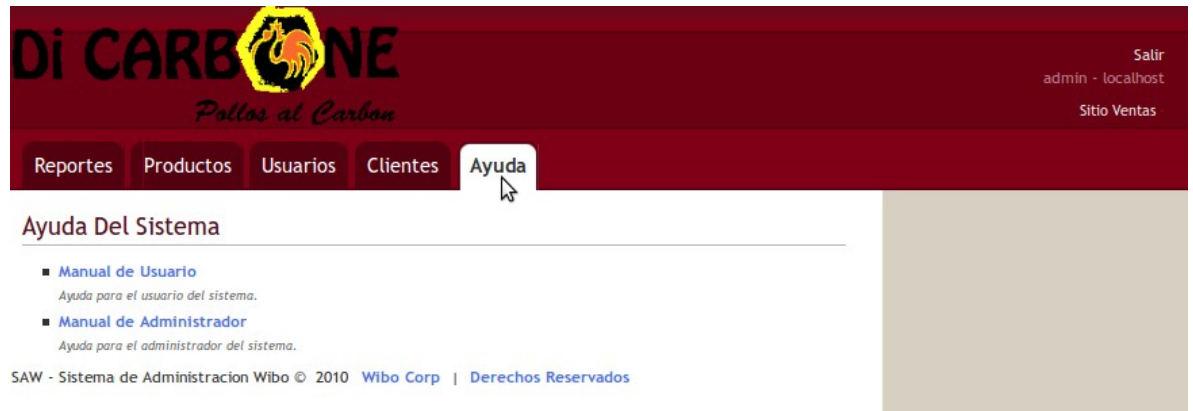 Di CARBONE
Pollos al Carbon
Salir
admin - localhost
Sitio Ventas
Reportes Productos Usuarios Clientes Ayuda
Ayuda Del Sistema
Manual de Usuario
Ayuda para el usuario del sistema.
Manual de Administrador
Ayuda para el administrador del sistema.
SAW - Sistema de Administracion Wibo © 2010 Wibo Corp | Derechos Reservados